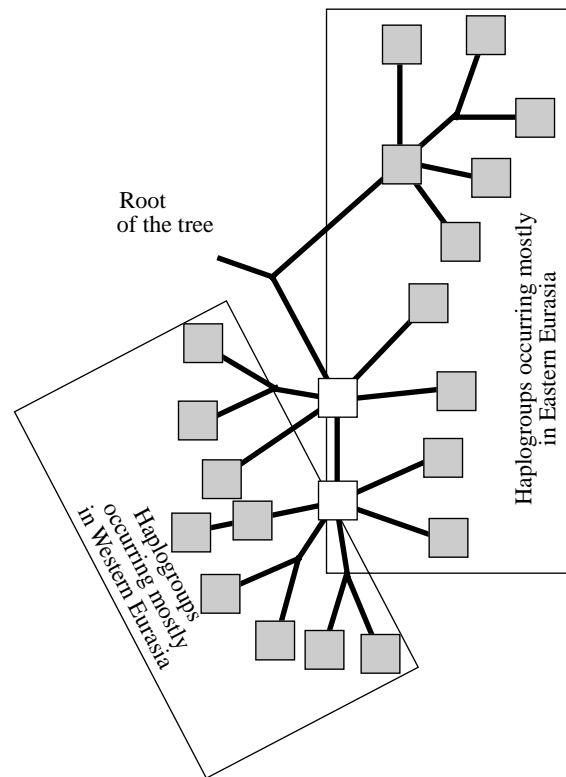 Root
of the tree
Haplogroups occurring mostly
in Eastern Eurasia
Haplogroups
occurring mostly
in Western Eurasia